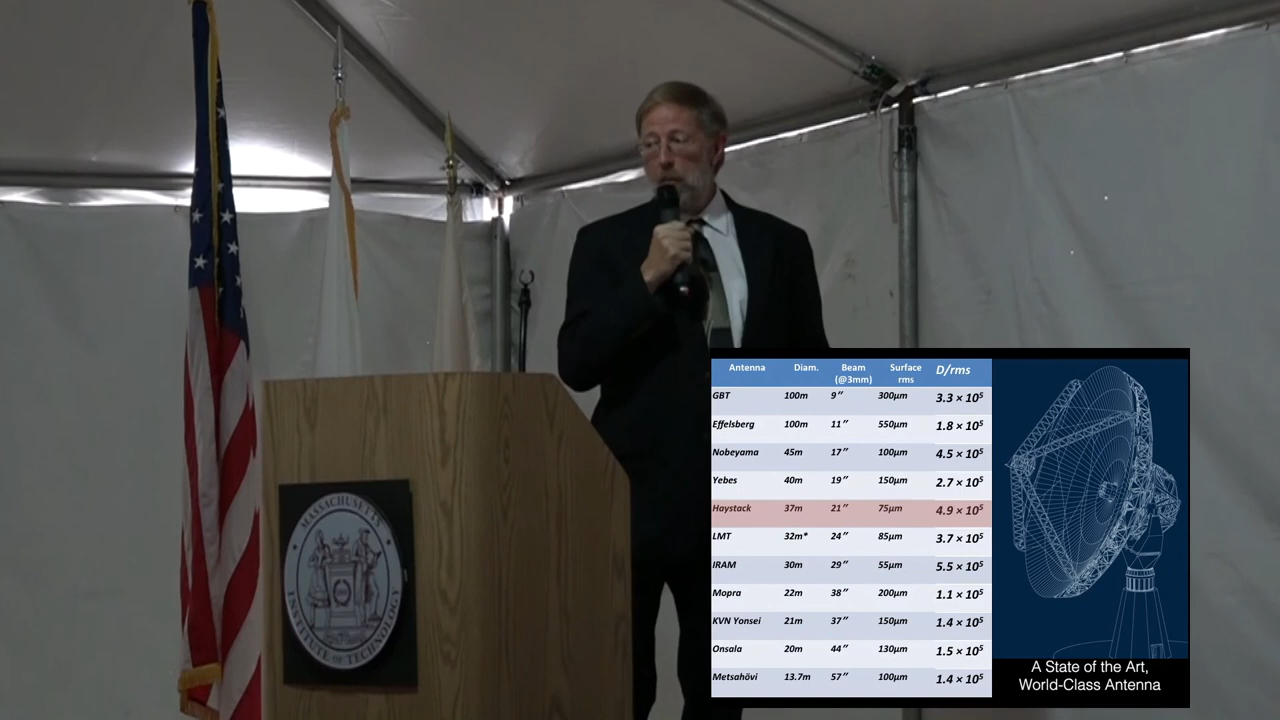 MASSACHUSETTS
INSTITUTE OF TECHNOLOGY
Antenna Diam. Beam (@3mm) Surface rms D/rms
GBT 100m 9″ 300µm 3.3 × 10⁵
Effelsberg 100m 11″ 550µm 1.8 × 10⁵
Nobeyama 45m 17″ 100µm 4.5 × 10⁵
Yebes 40m 19″ 150µm 2.7 × 10⁵
Haystack 37m 21″ 75µm 4.9 × 10⁵
LMT 32m* 24″ 85µm 3.7 × 10⁵
IRAM 30m 29″ 55µm 5.5 × 10⁵
Mopra 22m 38″ 200µm 1.1 × 10⁵
KVN Yonsei 21m 37″ 150µm 1.4 × 10⁵
Onsala 20m 44″ 130µm 1.5 × 10⁵
Metsahövi 13.7m 57″ 100µm 1.4 × 10⁵
A State of the Art,
World-Class Antenna